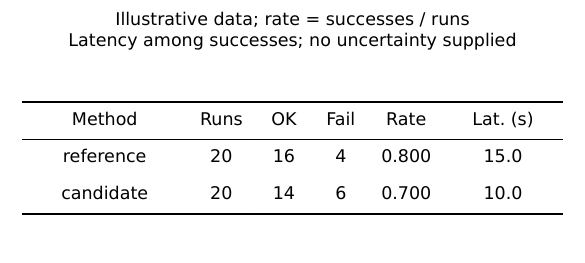 Illustrative data; rate = successes / runs
Latency among successes; no uncertainty supplied
Method Runs OK Fail Rate Lat. (s)
reference 20 16 4 0.800 15.0
candidate 20 14 6 0.700 10.0